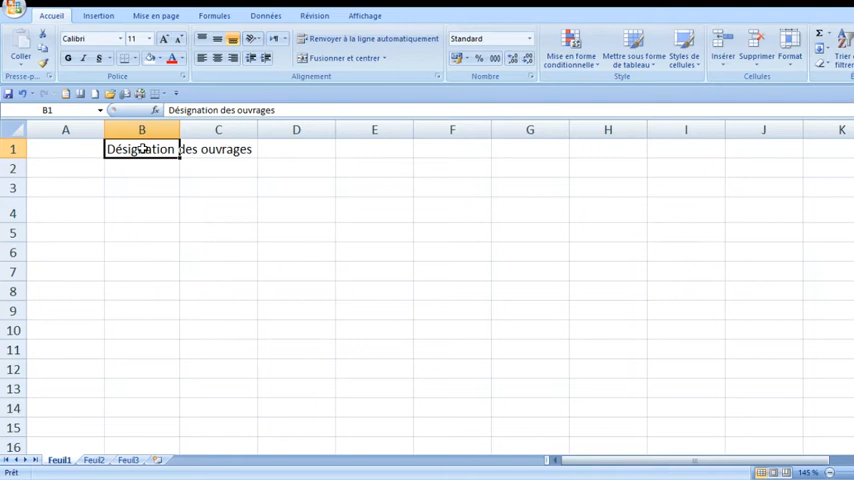 Accueil Insertion Mise en page Formules Données Révision Affichage
Coller
Calibri 11 A A Renvoyer à la ligne automatiquement Standard Σ
G I S A Fusionner et centrer % 000
Mise en forme conditionnelle Mettre sous forme de tableau Styles de cellules Insérer Supprimer Format
Presse-p... Police Alignement Nombre Style Cellules
B1 fx Désignation des ouvrages
A B C D E F G H I J K
1 Désignation des ouvrages
2
3
4
5
6
7
8
9
10
11
12
13
14
15
16
Feuil1 Feuil2 Feuil3
Prêt 145 %